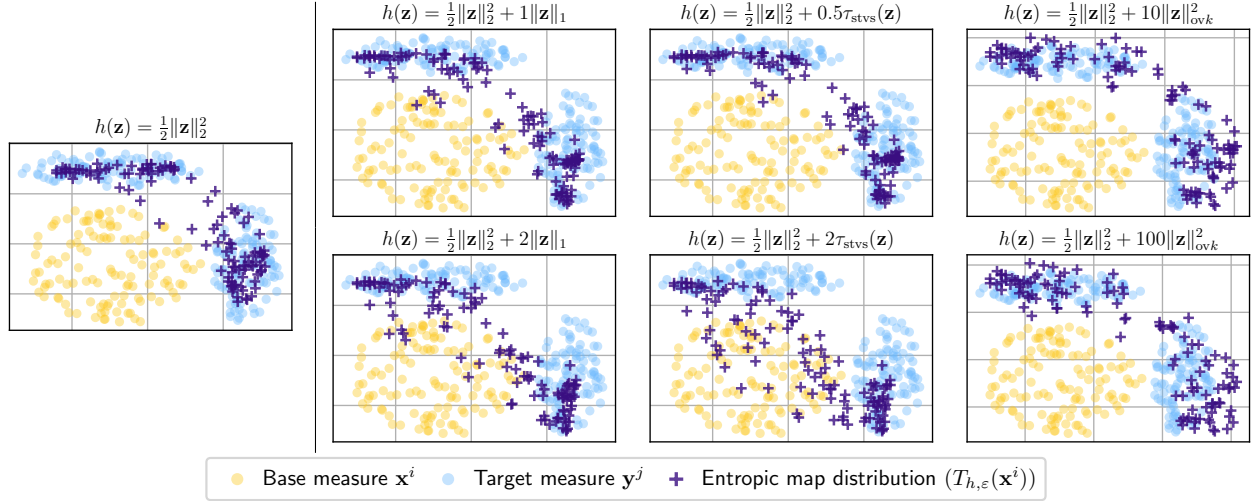 h(z) = ½‖z‖₂²
h(z) = ½‖z‖₂² + 1‖z‖₁
h(z) = ½‖z‖₂² + 0.5τ_stvs(z)
h(z) = ½‖z‖₂² + 10‖z‖²_ovk
h(z) = ½‖z‖₂² + 2‖z‖₁
h(z) = ½‖z‖₂² + 2τ_stvs(z)
h(z) = ½‖z‖₂² + 100‖z‖²_ovk
Base measure xⁱ Target measure yʲ Entropic map distribution (T_{h,ε}(xⁱ))